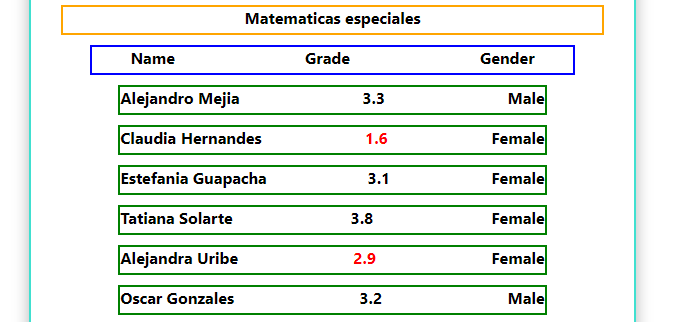 Matematicas especiales
Name Grade Gender
Alejandro Mejia 3.3 Male
Claudia Hernandes 1.6 Female
Estefania Guapacha 3.1 Female
Tatiana Solarte 3.8 Female
Alejandra Uribe 2.9 Female
Oscar Gonzales 3.2 Male